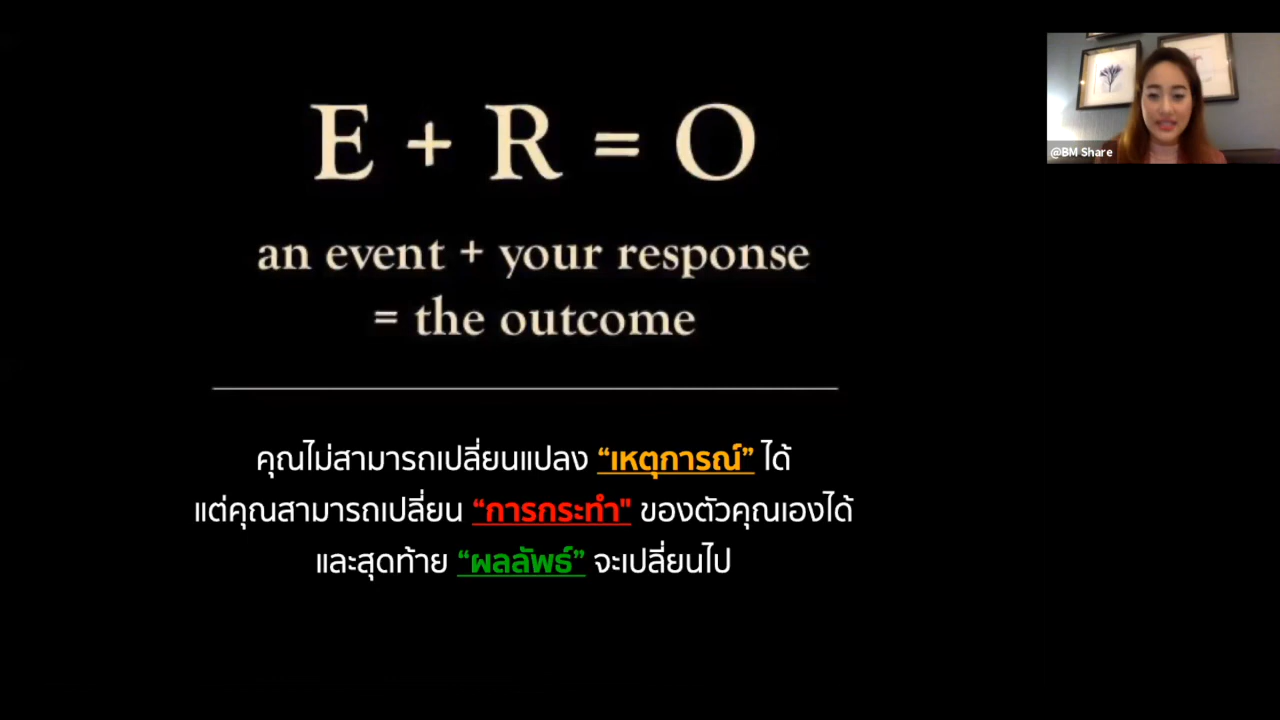 E + R = O
an event + your response
= the outcome
คุณไม่สามารถเปลี่ยนแปลง “เหตุการณ์” ได้
แต่คุณสามารถเปลี่ยน “การกระทำ" ของตัวคุณเองได้
และสุดท้าย “ผลลัพธ์” จะเปลี่ยนไป
@BM Share